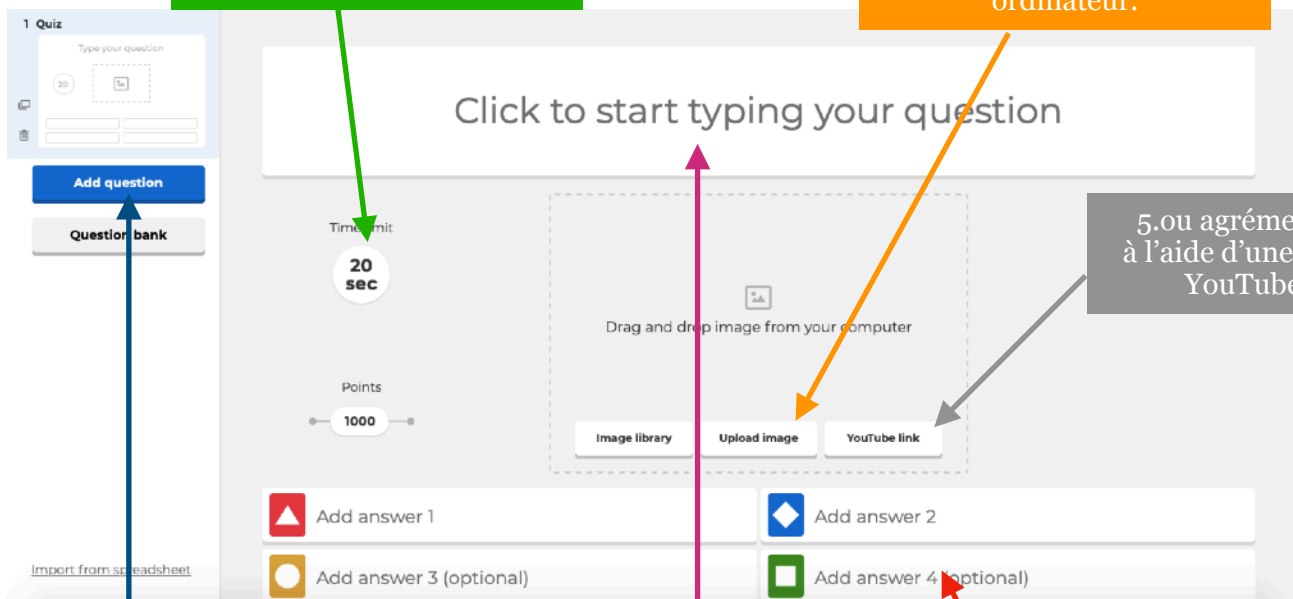 ordinateur.
1 Quiz
Type your question
20
Add question
Question bank
Import from spreadsheet
Click to start typing your question
Time limit
20
sec
Points
1000
Drag and drop image from your computer
Image library
Upload image
YouTube link
5.ou agréme
à l’aide d’une
YouTube
Add answer 1
Add answer 2
Add answer 3 (optional)
Add answer 4 (optional)